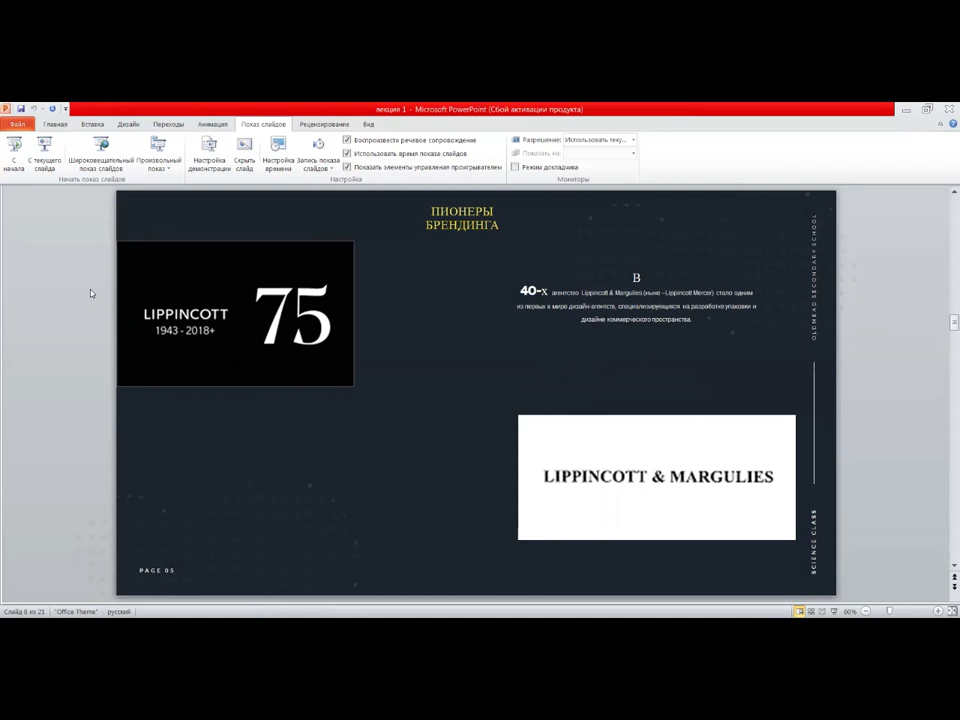 лекция 1 - Microsoft PowerPoint (Сбой активации продукта)
Файл Главная Вставка Дизайн Переходы Анимация Показ слайдов Рецензирование Вид
С начала
С текущего слайда
Широковещательный показ слайдов
Произвольный показ
Начать показ слайдов
Настройка демонстрации
Скрыть слайд
Настройка времени
Запись показа слайдов
Воспроизвести речевое сопровождение
Использовать время показа слайдов
Показать элементы управления проигрывателем
Настройка
Разрешение: Использовать теку...
Показать на:
Режим докладчика
Мониторы
ПИОНЕРЫ
БРЕНДИНГА
LIPPINCOTT
1943 - 2018+
75
В
40-х агентство Lippincott & Margulies (ныне –Lippincott Mercer) стало одним
из первых в мире дизайн-агентств, специализирующихся на разработке упаковки и
дизайне коммерческого пространства.
LIPPINCOTT & MARGULIES
OLDMEAD SECONDARY SCHOOL
SCIENCE CLASS
PAGE 05
Слайд 8 из 21 "Office Theme" русский 60%